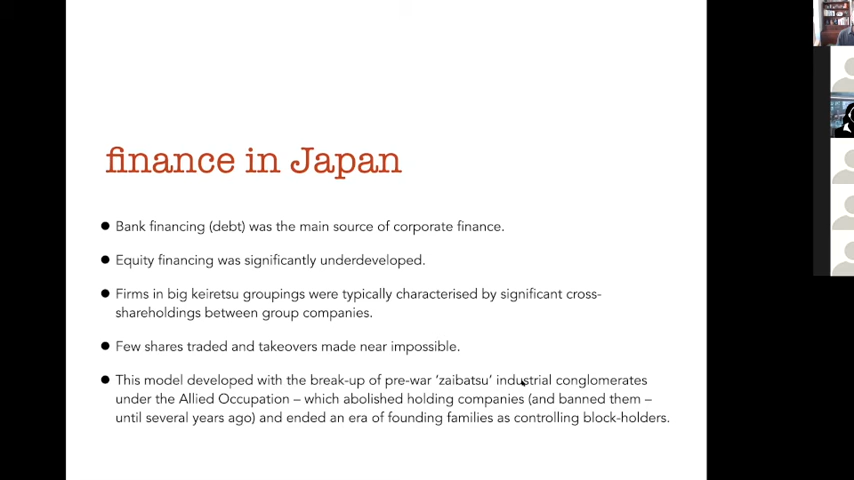 finance in Japan
● Bank financing (debt) was the main source of corporate finance.
● Equity financing was significantly underdeveloped.
● Firms in big keiretsu groupings were typically characterised by significant cross-
shareholdings between group companies.
● Few shares traded and takeovers made near impossible.
● This model developed with the break-up of pre-war ‘zaibatsu’ industrial conglomerates
under the Allied Occupation – which abolished holding companies (and banned them –
until several years ago) and ended an era of founding families as controlling block-holders.